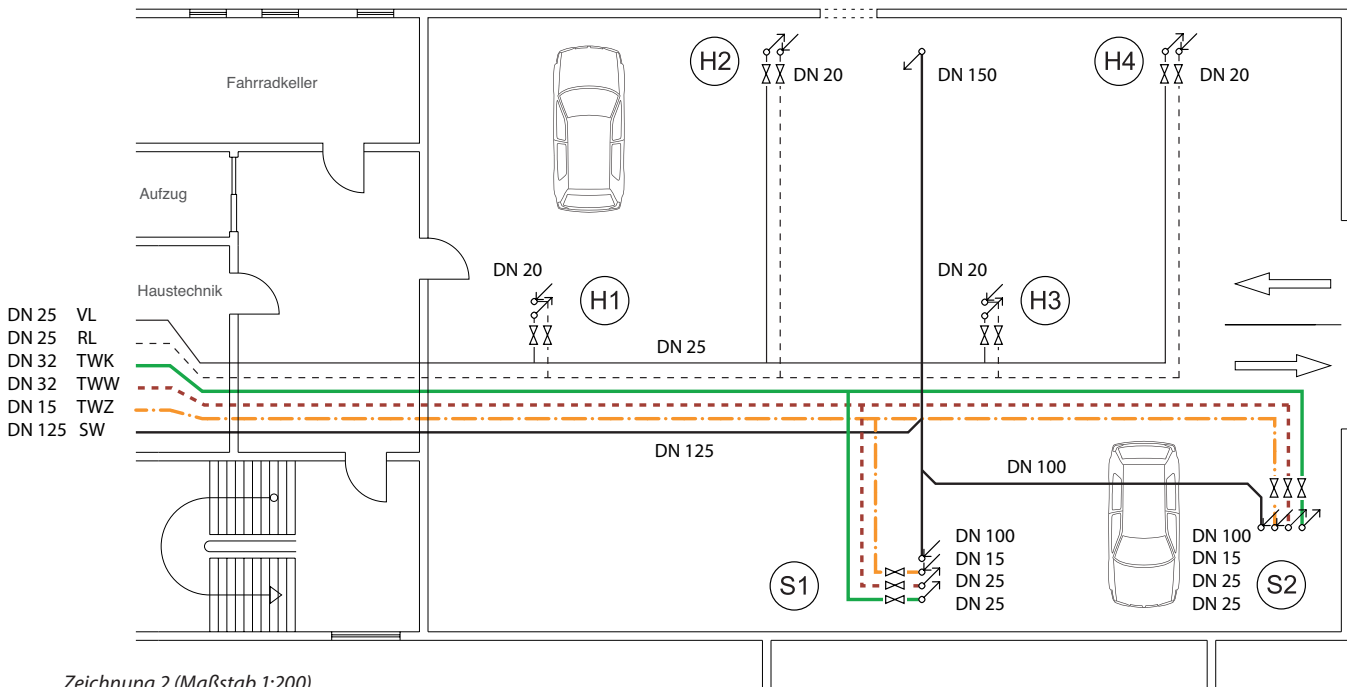 H2
DN 20
DN 150
H4
DN 20
Fahrradkeller
Aufzug
Haustechnik
DN 20
H1
DN 20
H3
DN 25 VL
DN 25 RL
DN 32 TWK
DN 32 TWW
DN 15 TWZ
DN 125 SW
DN 25
DN 125
DN 100
S1
DN 100
DN 15
DN 25
DN 25
DN 100
DN 15
DN 25
DN 25
S2
Zeichnung 2 (Maßstab 1:200)